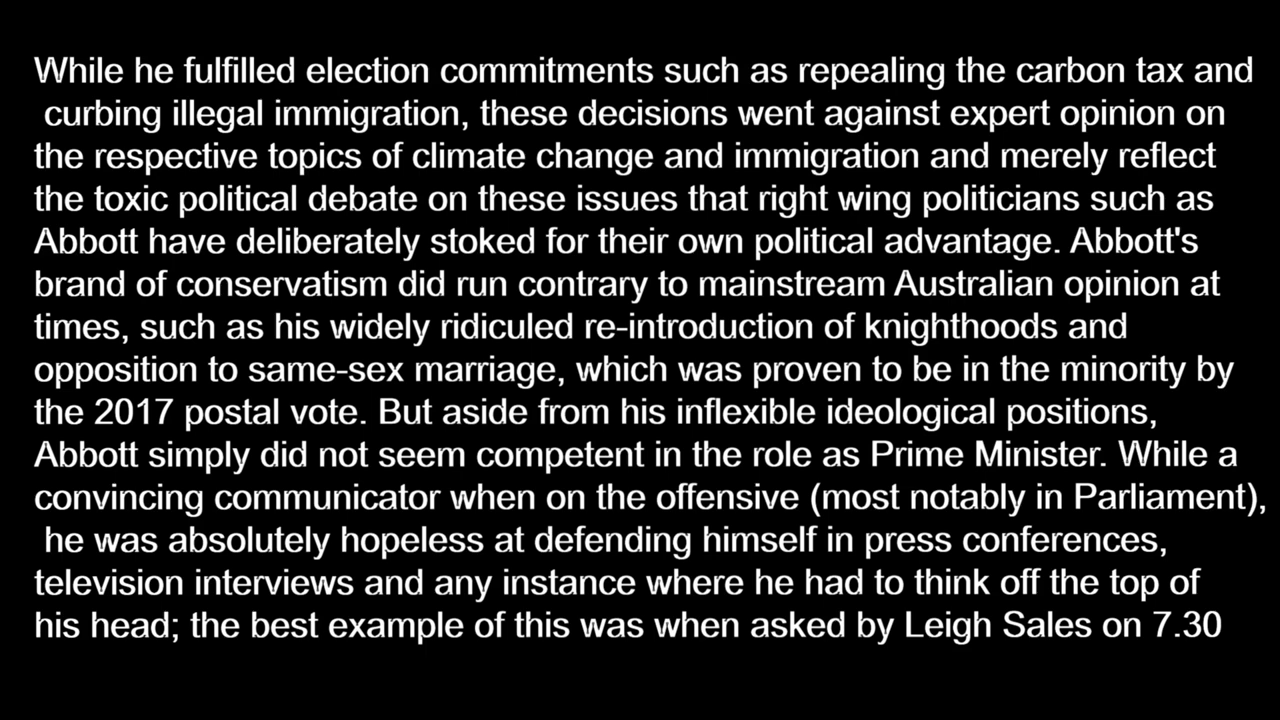 While he fulfilled election commitments such as repealing the carbon tax and
curbing illegal immigration, these decisions went against expert opinion on
the respective topics of climate change and immigration and merely reflect
the toxic political debate on these issues that right wing politicians such as
Abbott have deliberately stoked for their own political advantage. Abbott's
brand of conservatism did run contrary to mainstream Australian opinion at
times, such as his widely ridiculed re-introduction of knighthoods and
opposition to same-sex marriage, which was proven to be in the minority by
the 2017 postal vote. But aside from his inflexible ideological positions,
Abbott simply did not seem competent in the role as Prime Minister. While a
convincing communicator when on the offensive (most notably in Parliament),
he was absolutely hopeless at defending himself in press conferences,
television interviews and any instance where he had to think off the top of
his head; the best example of this was when asked by Leigh Sales on 7.30